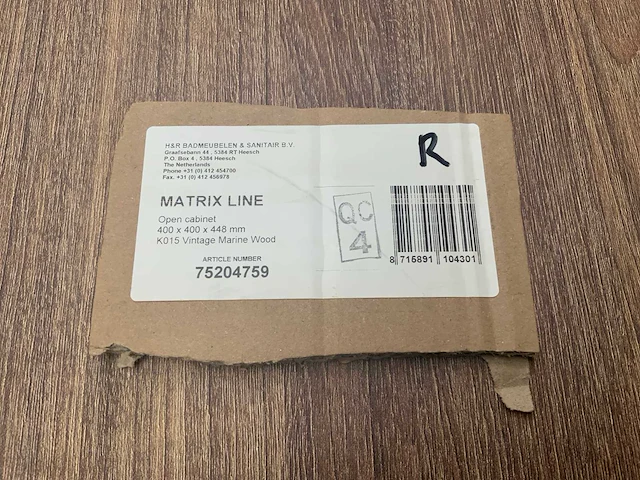 H&R BADMEUBELEN & SANITAIR B.V.
Graafsebaan 44 , 5384 RT Heesch
P.O. Box 4 , 5384 Heesch
The Netherlands
Phone +31 (0) 412 454700
Fax. +31 (0) 412 456978
R
MATRIX LINE
Open cabinet
400 x 400 x 448 mm
K015 Vintage Marine Wood
QC
4
ARTICLE NUMBER
75204759
8 715891 104301